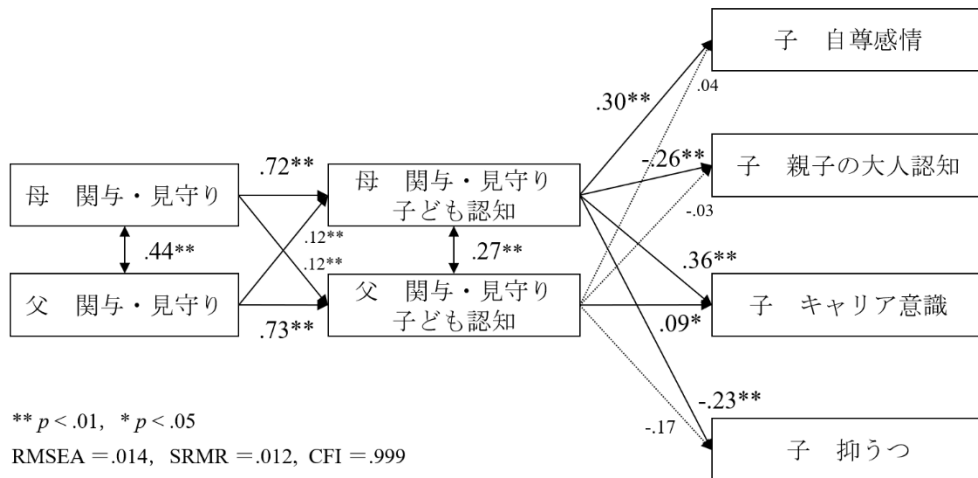 子　自尊感情
.04
.30**
-.26**
子　親子の大人認知
-.03
母　関与・見守り
.72**
母　関与・見守り
子ども認知
.44**
.12**
.12**
.27**
.36**
父　関与・見守り
.73**
父　関与・見守り
子ども認知
.09*
子　キャリア意識
-.23**
-.17
子　抑うつ
** p < .01, * p < .05
RMSEA =.014, SRMR =.012, CFI =.999